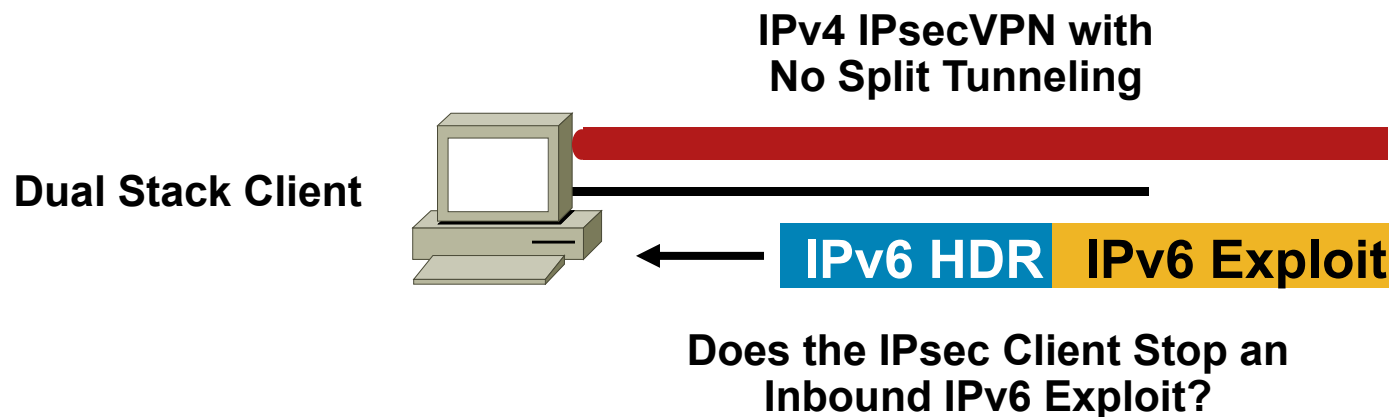 IPv4 IPsecVPN with
No Split Tunneling
Dual Stack Client
IPv6 HDR IPv6 Exploit
Does the IPsec Client Stop an
Inbound IPv6 Exploit?